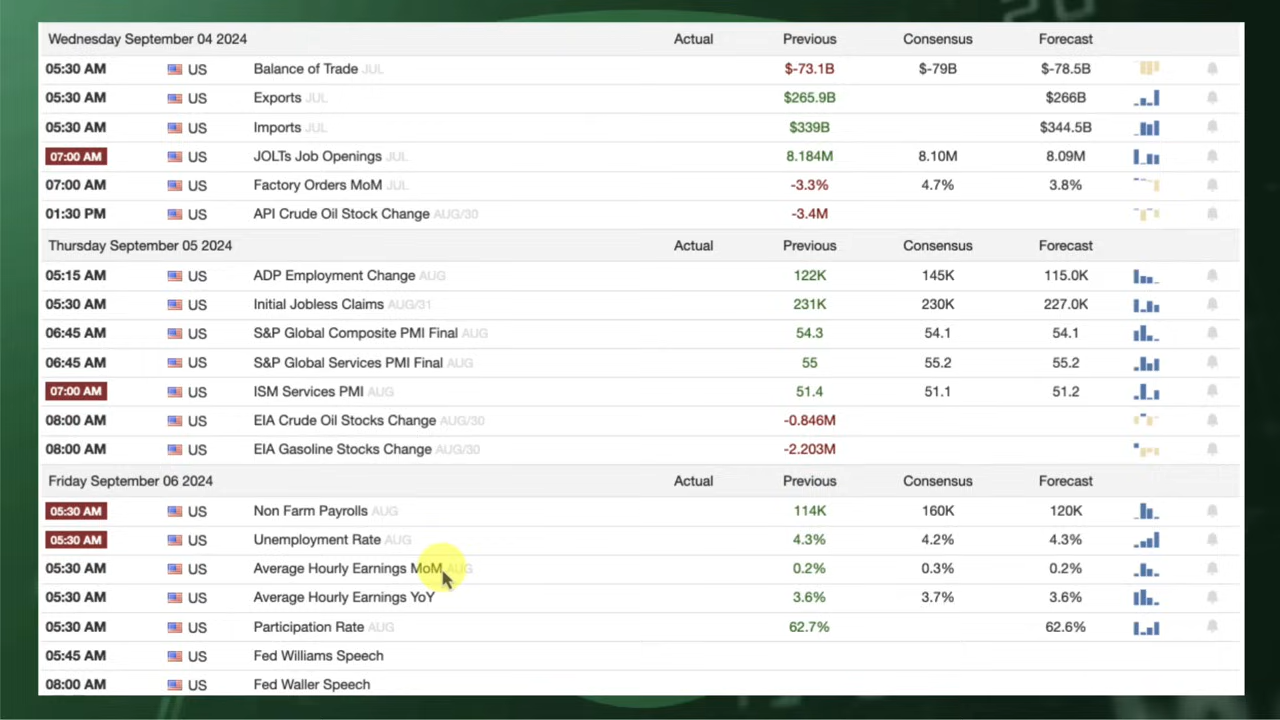 Wednesday September 04 2024 Actual Previous Consensus Forecast
05:30 AM US Balance of Trade JUL $-73.1B $-79B $-78.5B
05:30 AM US Exports JUL $265.9B $266B
05:30 AM US Imports JUL $339B $344.5B
07:00 AM US JOLTs Job Openings JUL 8.184M 8.10M 8.09M
07:00 AM US Factory Orders MoM JUL -3.3% 4.7% 3.8%
01:30 PM US API Crude Oil Stock Change AUG/30 -3.4M
Thursday September 05 2024 Actual Previous Consensus Forecast
05:15 AM US ADP Employment Change AUG 122K 145K 115.0K
05:30 AM US Initial Jobless Claims AUG/31 231K 230K 227.0K
06:45 AM US S&P Global Composite PMI Final AUG 54.3 54.1 54.1
06:45 AM US S&P Global Services PMI Final AUG 55 55.2 55.2
07:00 AM US ISM Services PMI AUG 51.4 51.1 51.2
08:00 AM US EIA Crude Oil Stocks Change AUG/30 -0.846M
08:00 AM US EIA Gasoline Stocks Change AUG/30 -2.203M
Friday September 06 2024 Actual Previous Consensus Forecast
05:30 AM US Non Farm Payrolls AUG 114K 160K 120K
05:30 AM US Unemployment Rate AUG 4.3% 4.2% 4.3%
05:30 AM US Average Hourly Earnings MoM AUG 0.2% 0.3% 0.2%
05:30 AM US Average Hourly Earnings YoY 3.6% 3.7% 3.6%
05:30 AM US Participation Rate AUG 62.7% 62.6%
05:45 AM US Fed Williams Speech
08:00 AM US Fed Waller Speech